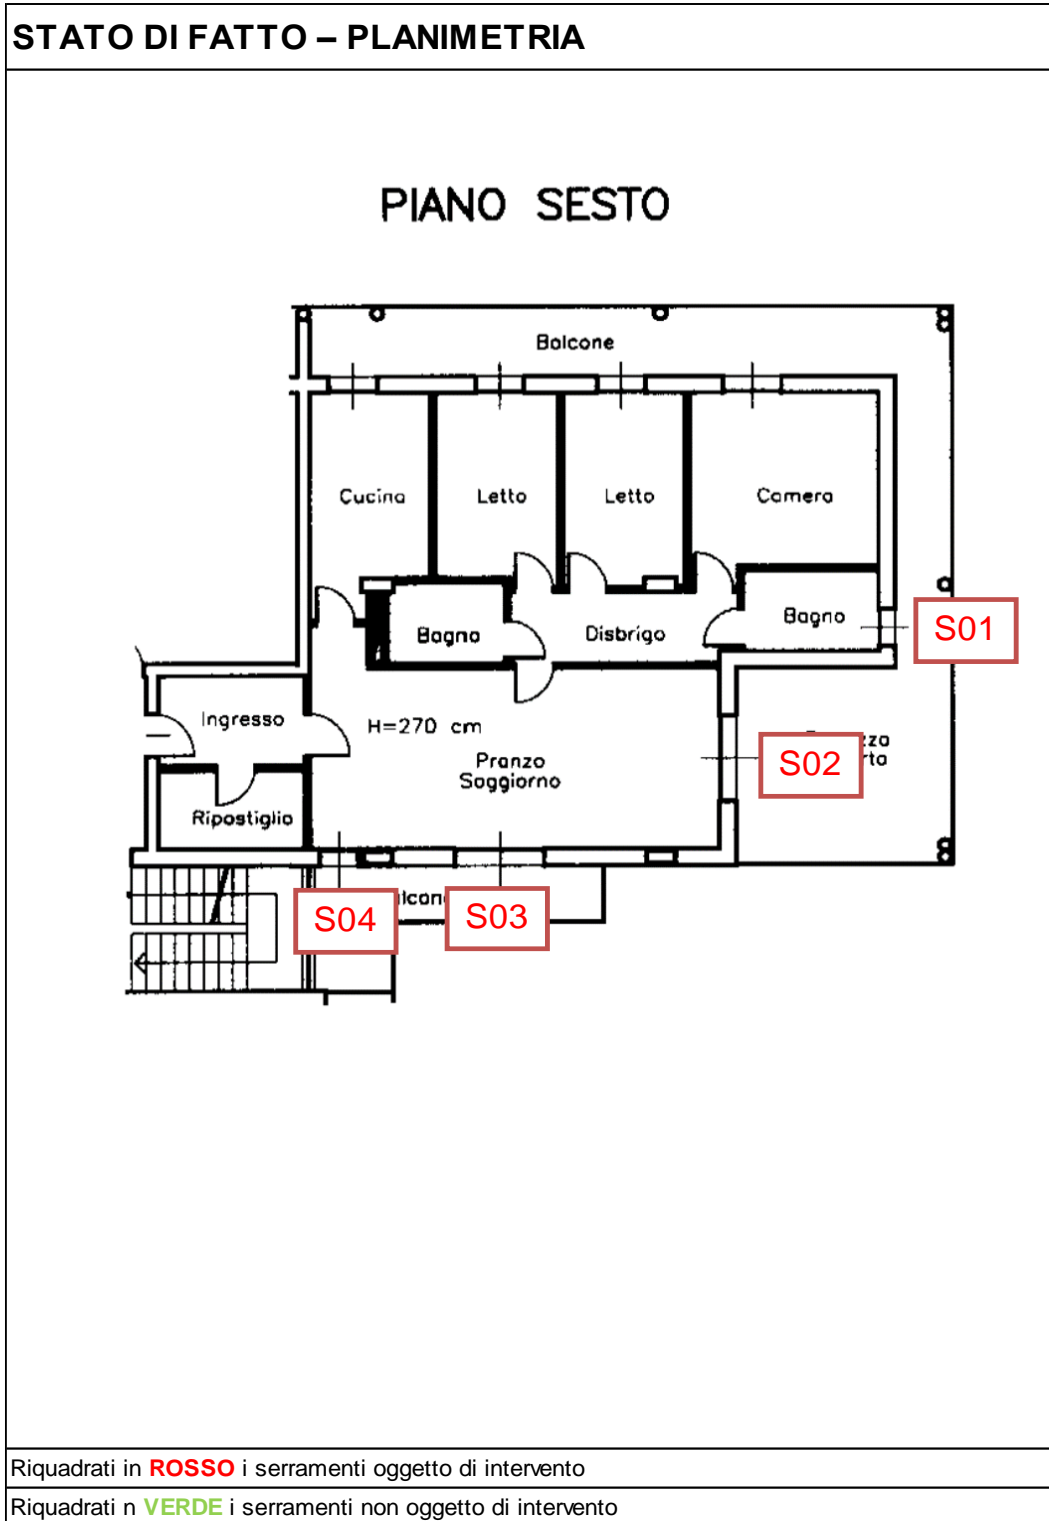 STATO DI FATTO – PLANIMETRIA
PIANO SESTO
Balcone
Cucina
Letto
Letto
Camera
Bagno
Disbrigo
Bagno
S01
Ingresso
H=270 cm
Pranzo
Soggiorno
S02
Ripostiglio
S04
S03
Riquadrati in ROSSO i serramenti oggetto di intervento
Riquadrati n VERDE i serramenti non oggetto di intervento